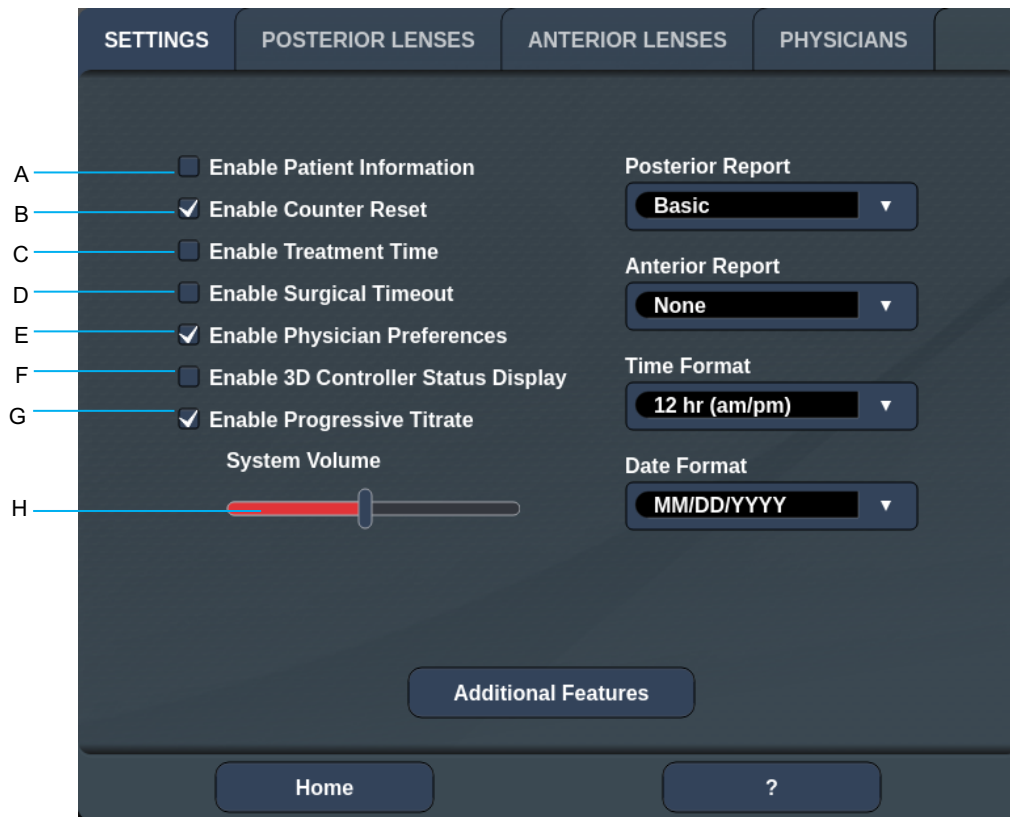 SETTINGS POSTERIOR LENSES ANTERIOR LENSES PHYSICIANS
A Enable Patient Information
B Enable Counter Reset
C Enable Treatment Time
D Enable Surgical Timeout
E Enable Physician Preferences
F Enable 3D Controller Status Display
G Enable Progressive Titrate
System Volume
H
Posterior Report
Basic
Anterior Report
None
Time Format
12 hr (am/pm)
Date Format
MM/DD/YYYY
Additional Features
Home ?